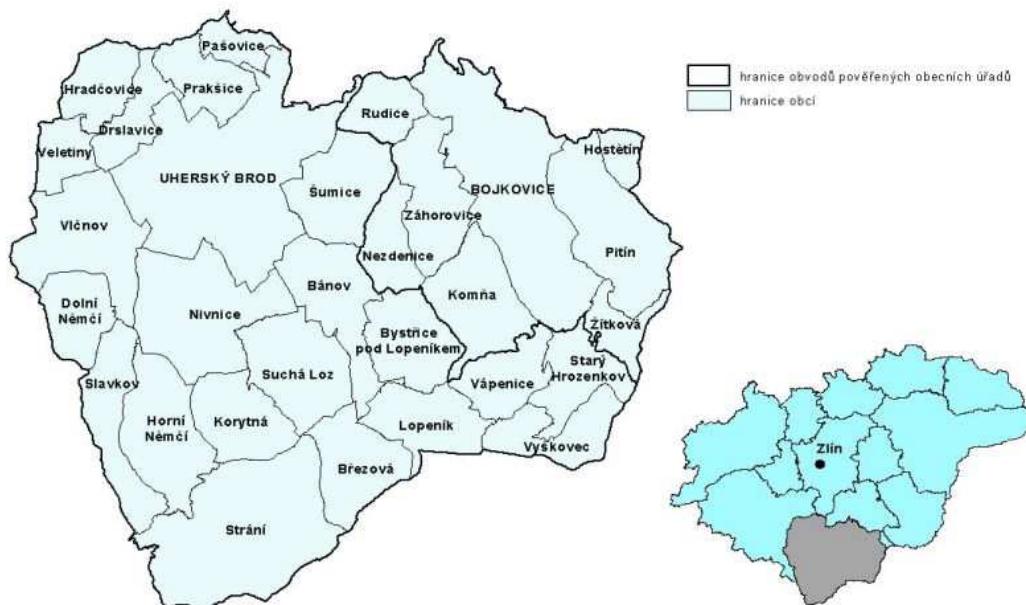 Pašovice
Hradčovice
Prakšice
Drslavice
Rudice
Veletiny
Hostětín
UHERSKÝ BROD
Šumice
BOJKOVICE
Záhorovice
Vlčnov
Nezdenice
Pitín
Bánov
Komňa
Dolní
Němčí
Nivnice
Žitková
Bystřice
pod Lopeníkem
Starý
Hrozenkov
Slavkov
Suchá Loz
Vápenice
Horní
Němčí
Korytná
Lopeník
Vyškovec
Březová
Strání
hranice obvodů pověřených obecních úřadů
hranice obcí
Zlín